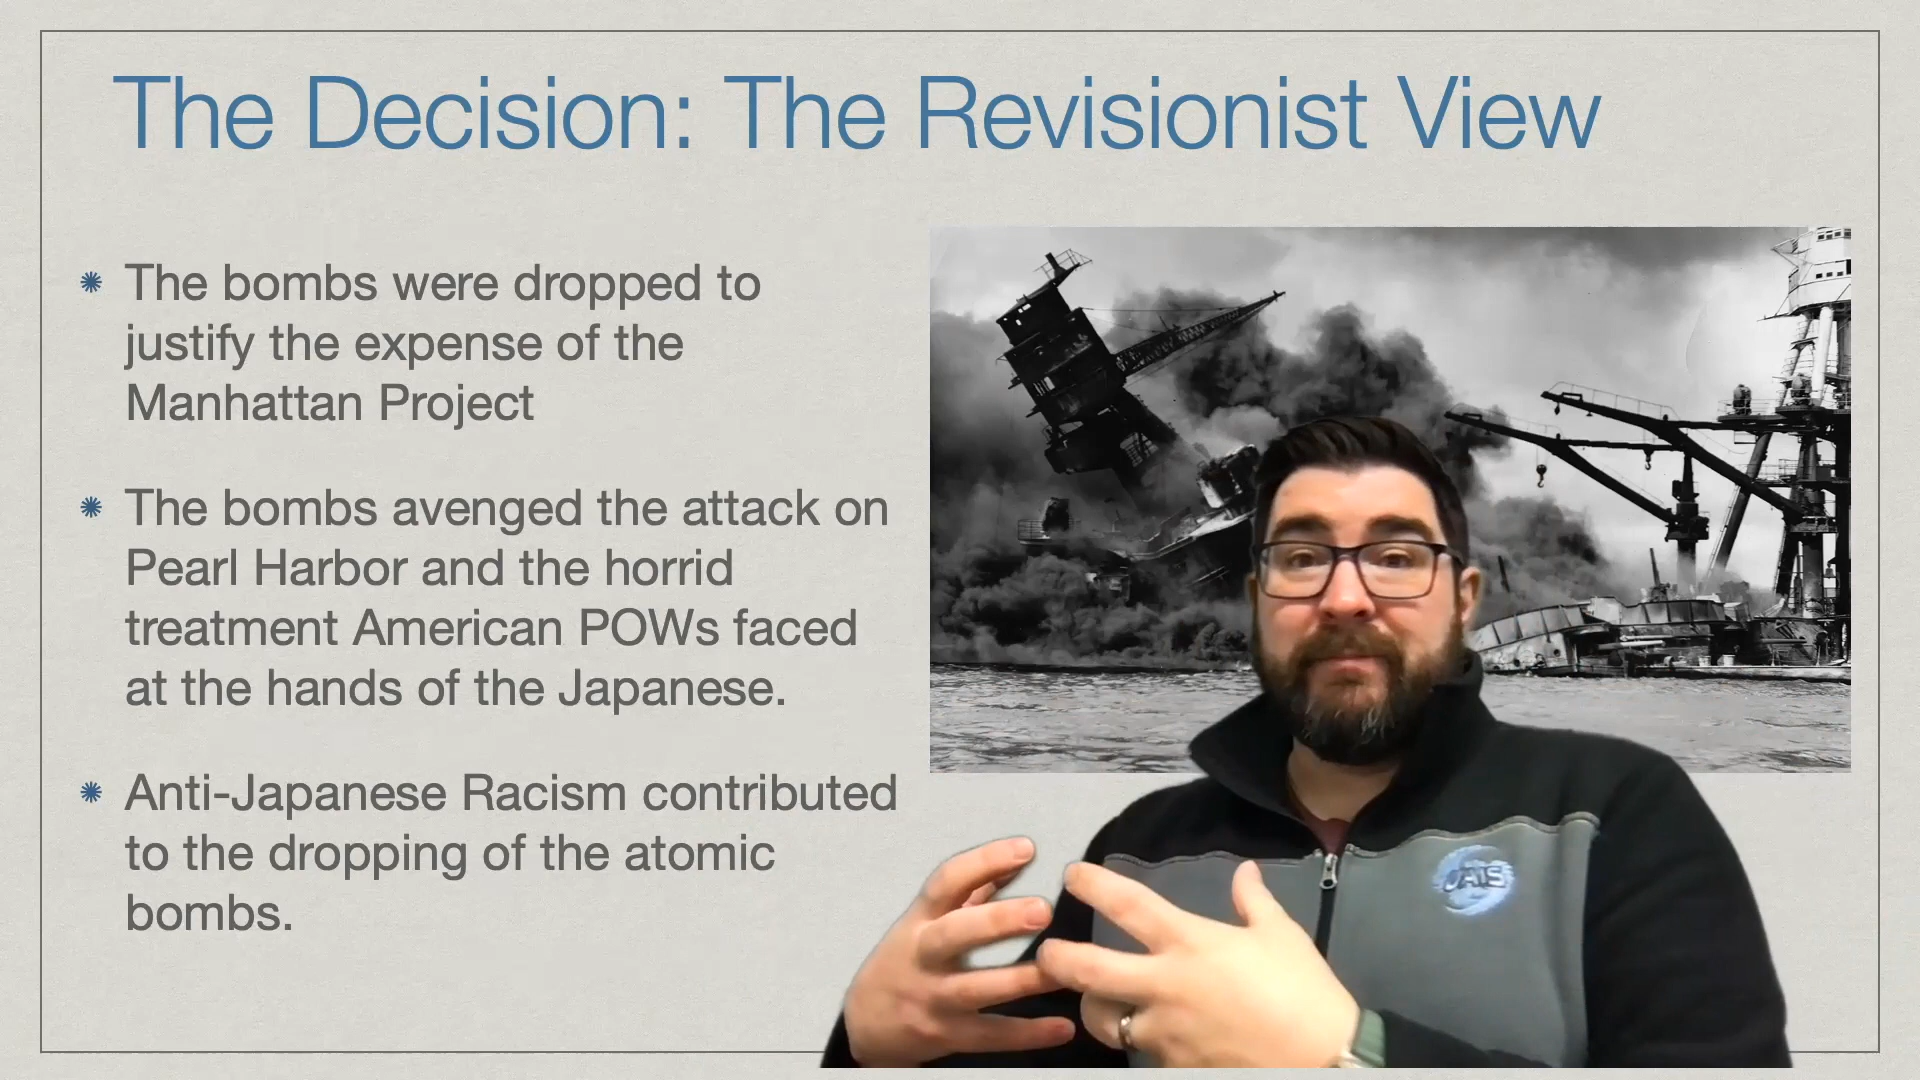 The Decision: The Revisionist View
The bombs were dropped to
justify the expense of the
Manhattan Project
The bombs avenged the attack on
Pearl Harbor and the horrid
treatment American POWs faced
at the hands of the Japanese.
Anti-Japanese Racism contributed
to the dropping of the atomic
bombs.